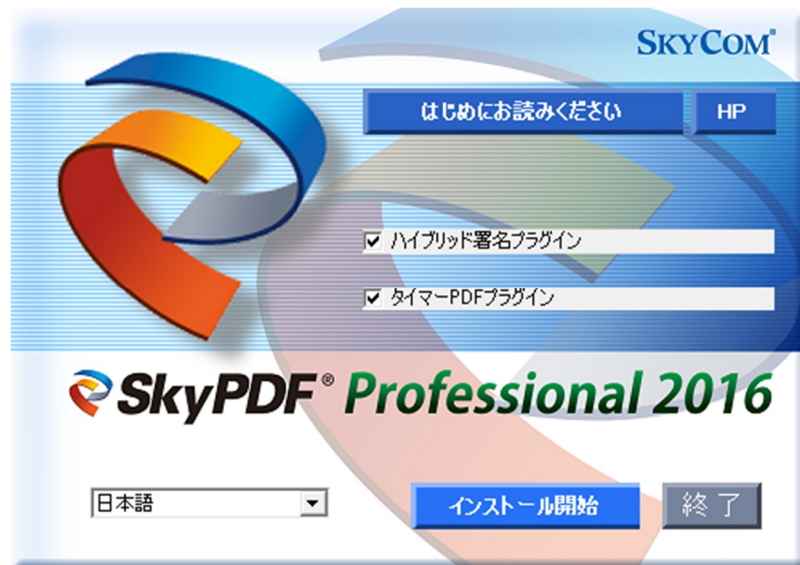 SKYCOM®
はじめにお読みください
HP
ハイブリッド署名プラグイン
タイマーPDFプラグイン
SkyPDF® Professional 2016
日本語
インストール開始
終了